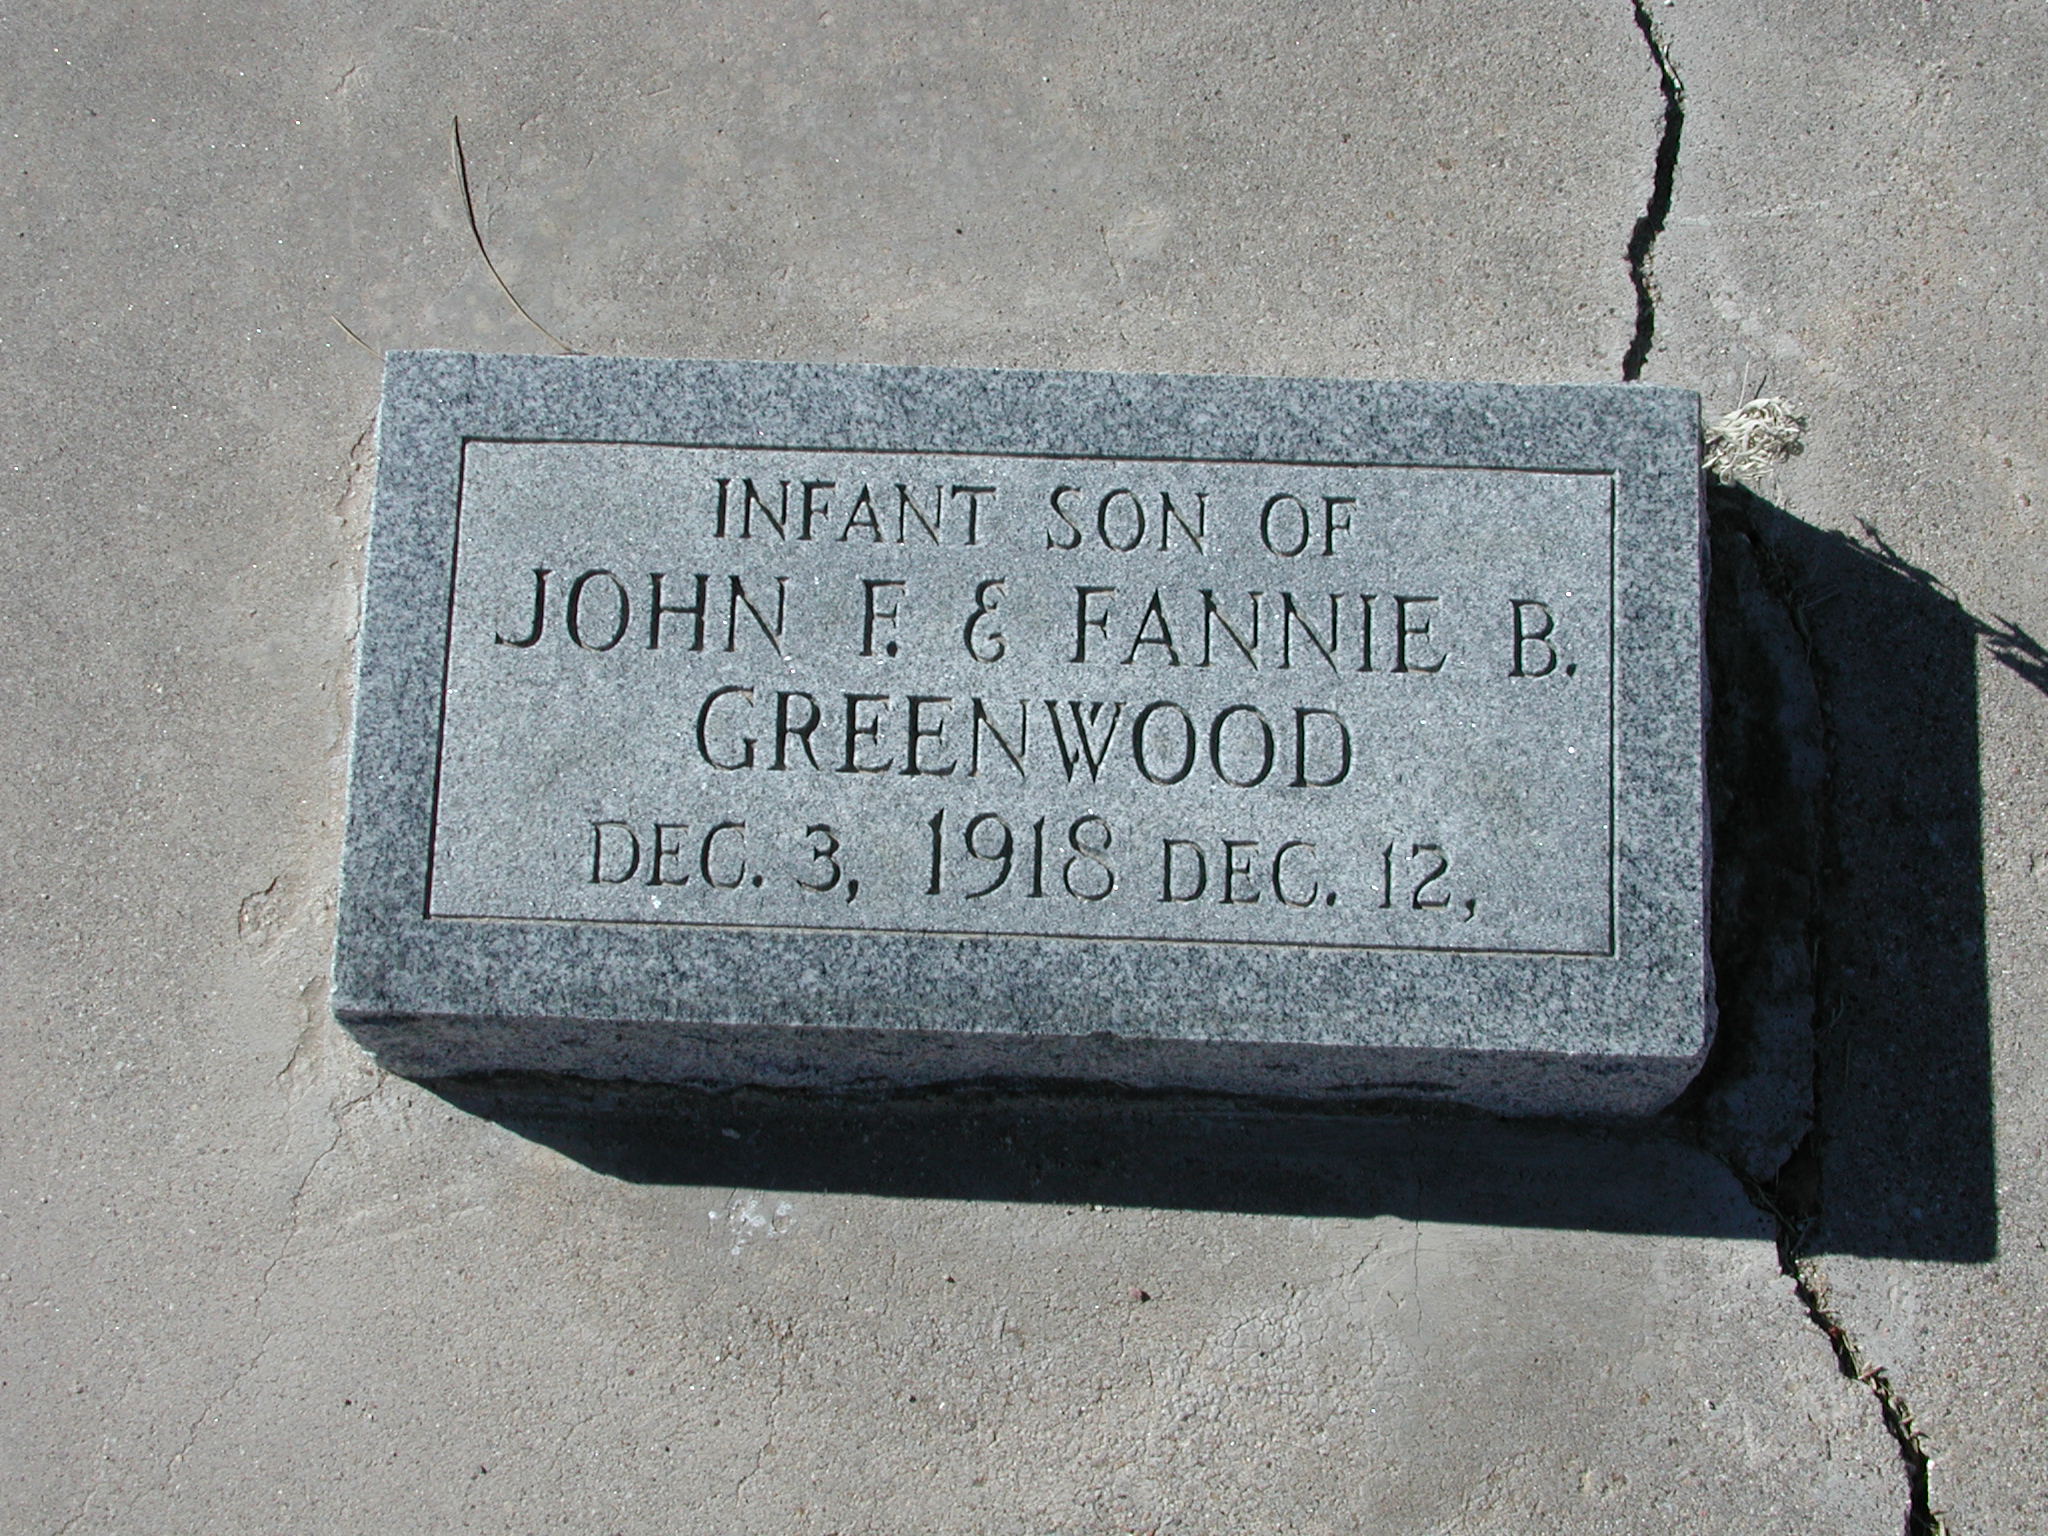 INFANT SON OF
JOHN F. & FANNIE B.
GREENWOOD
DEC. 3, 1918 DEC. 12,